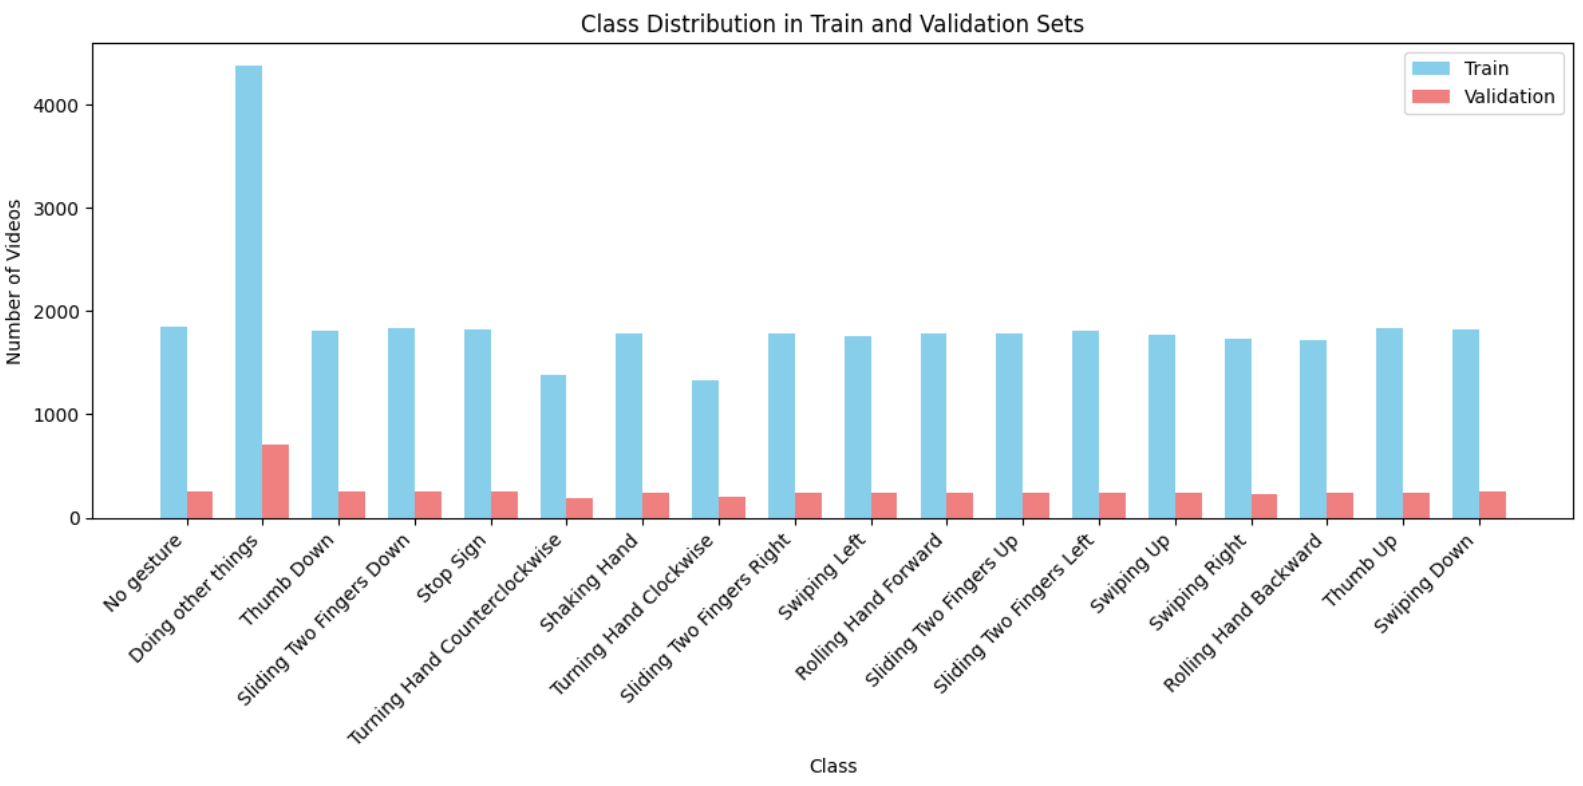 Class Distribution in Train and Validation Sets
Train
Validation
Number of Videos
4000
3000
2000
1000
0
No gesture
Doing other things
Thumb Down
Sliding Two Fingers Down
Stop Sign
Turning Hand Counterclockwise
Shaking Hand
Turning Hand Clockwise
Sliding Two Fingers Right
Swiping Left
Rolling Hand Forward
Sliding Two Fingers Up
Sliding Two Fingers Left
Swiping Up
Swiping Right
Rolling Hand Backward
Thumb Up
Swiping Down
Class